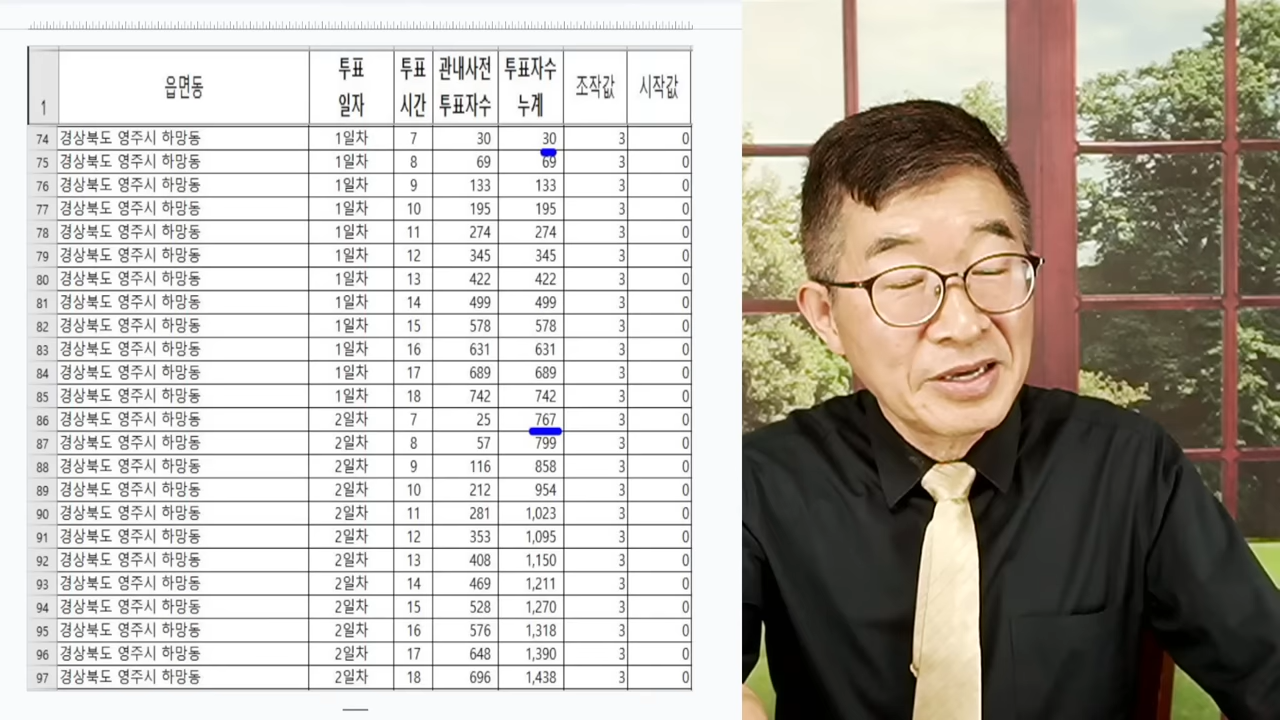 1 읍면동 투표 일자 투표 시간 관내사전 투표자수 투표자수 누계 조작값 시작값
74 경상북도 영주시 하망동 1일차 7 30 30 3 0
75 경상북도 영주시 하망동 1일차 8 69 69 3 0
76 경상북도 영주시 하망동 1일차 9 133 133 3 0
77 경상북도 영주시 하망동 1일차 10 195 195 3 0
78 경상북도 영주시 하망동 1일차 11 274 274 3 0
79 경상북도 영주시 하망동 1일차 12 345 345 3 0
80 경상북도 영주시 하망동 1일차 13 422 422 3 0
81 경상북도 영주시 하망동 1일차 14 499 499 3 0
82 경상북도 영주시 하망동 1일차 15 578 578 3 0
83 경상북도 영주시 하망동 1일차 16 631 631 3 0
84 경상북도 영주시 하망동 1일차 17 689 689 3 0
85 경상북도 영주시 하망동 1일차 18 742 742 3 0
86 경상북도 영주시 하망동 2일차 7 25 767 3 0
87 경상북도 영주시 하망동 2일차 8 57 799 3 0
88 경상북도 영주시 하망동 2일차 9 116 858 3 0
89 경상북도 영주시 하망동 2일차 10 212 954 3 0
90 경상북도 영주시 하망동 2일차 11 281 1,023 3 0
91 경상북도 영주시 하망동 2일차 12 353 1,095 3 0
92 경상북도 영주시 하망동 2일차 13 408 1,150 3 0
93 경상북도 영주시 하망동 2일차 14 469 1,211 3 0
94 경상북도 영주시 하망동 2일차 15 528 1,270 3 0
95 경상북도 영주시 하망동 2일차 16 576 1,318 3 0
96 경상북도 영주시 하망동 2일차 17 648 1,390 3 0
97 경상북도 영주시 하망동 2일차 18 696 1,438 3 0